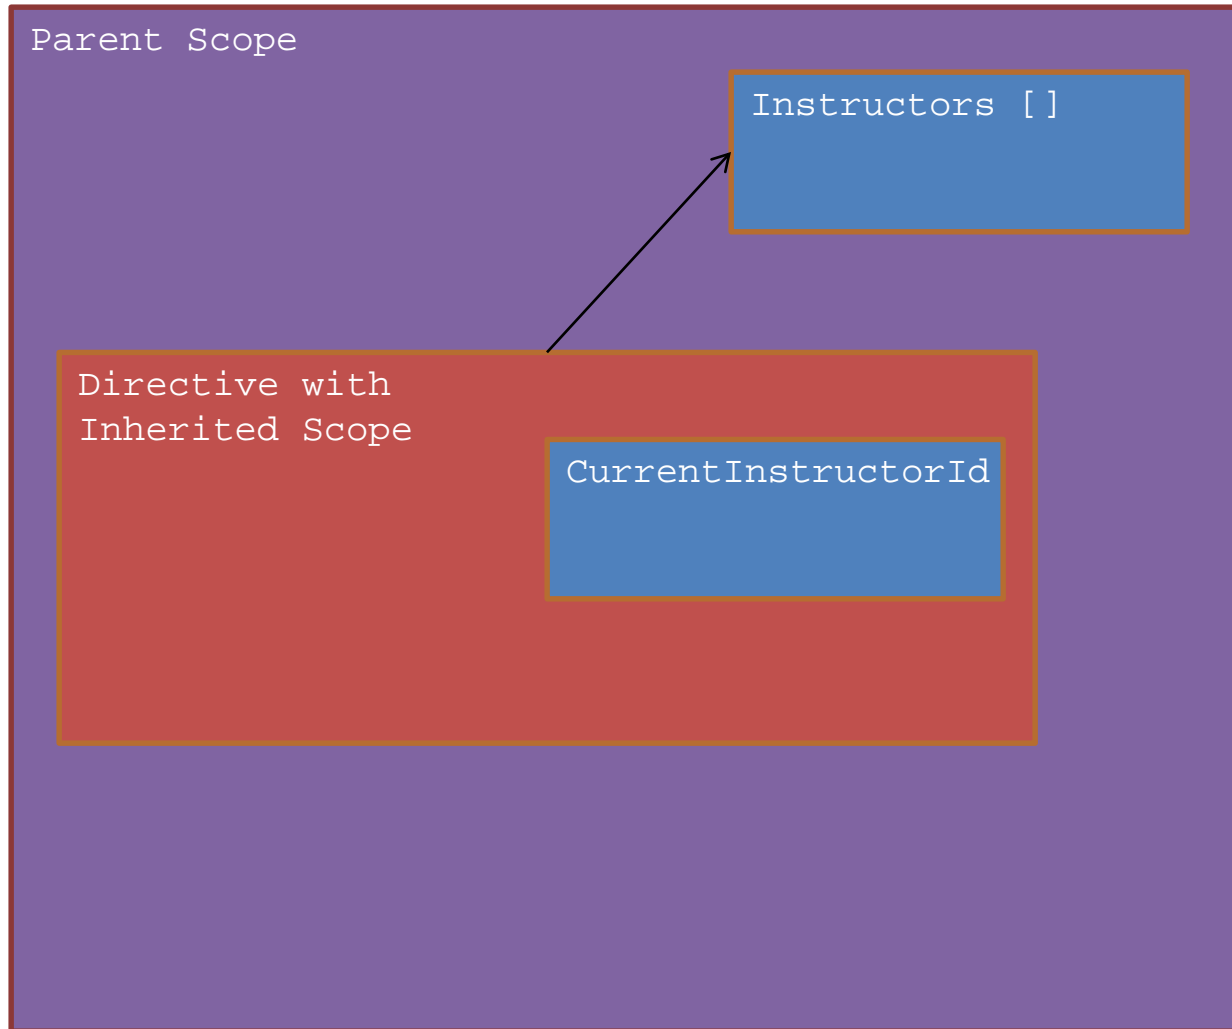 Parent Scope
Instructors []
Directive with
Inherited Scope
CurrentInstructorId